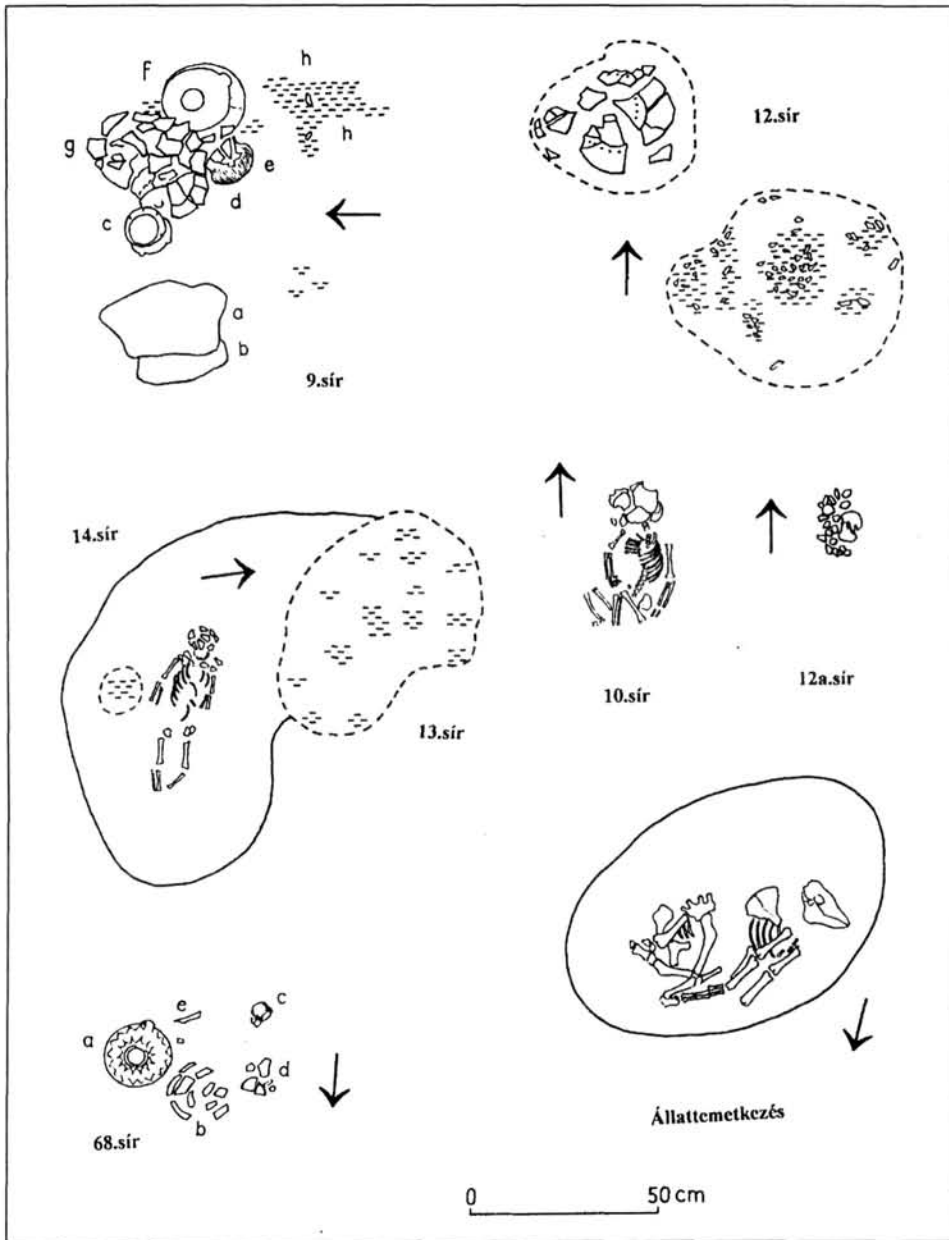 f
h
h
g
e
d
c
a
b
9.sír
12.sír
14.sír
13.sír
10.sír
12a.sír
a
e
c
d
b
68.sír
Állattemetkezés
0 50 cm